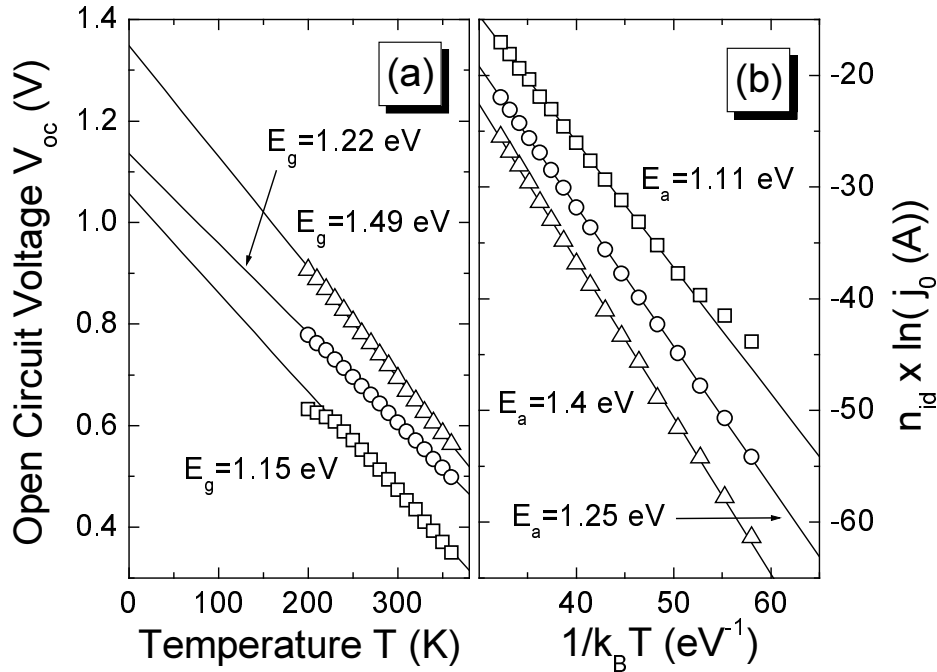 Open Circuit Voltage V_oc (V)
1.4
1.2
1.0
0.8
0.6
0.4
(a)
E_g=1.22 eV
E_g=1.49 eV
E_g=1.15 eV
0
100
200
300
Temperature T (K)
(b)
E_a=1.11 eV
E_a=1.4 eV
E_a=1.25 eV
40
50
60
1/k_BT (eV⁻¹)
-20
-30
-40
-50
-60
n_id x ln( j_0 (A))